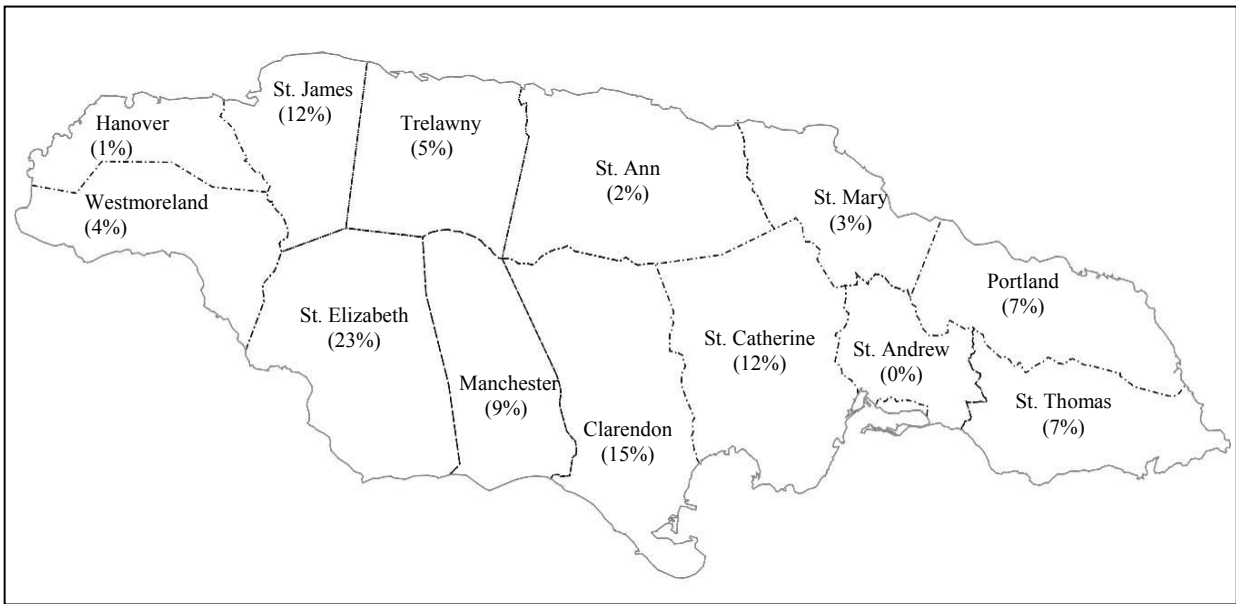 St. James
(12%)
Hanover
(1%)
Trelawny
(5%)
St. Ann
(2%)
Westmoreland
(4%)
St. Mary
(3%)
Portland
(7%)
St. Elizabeth
(23%)
St. Catherine
(12%)
St. Andrew
(0%)
Manchester
(9%)
St. Thomas
(7%)
Clarendon
(15%)